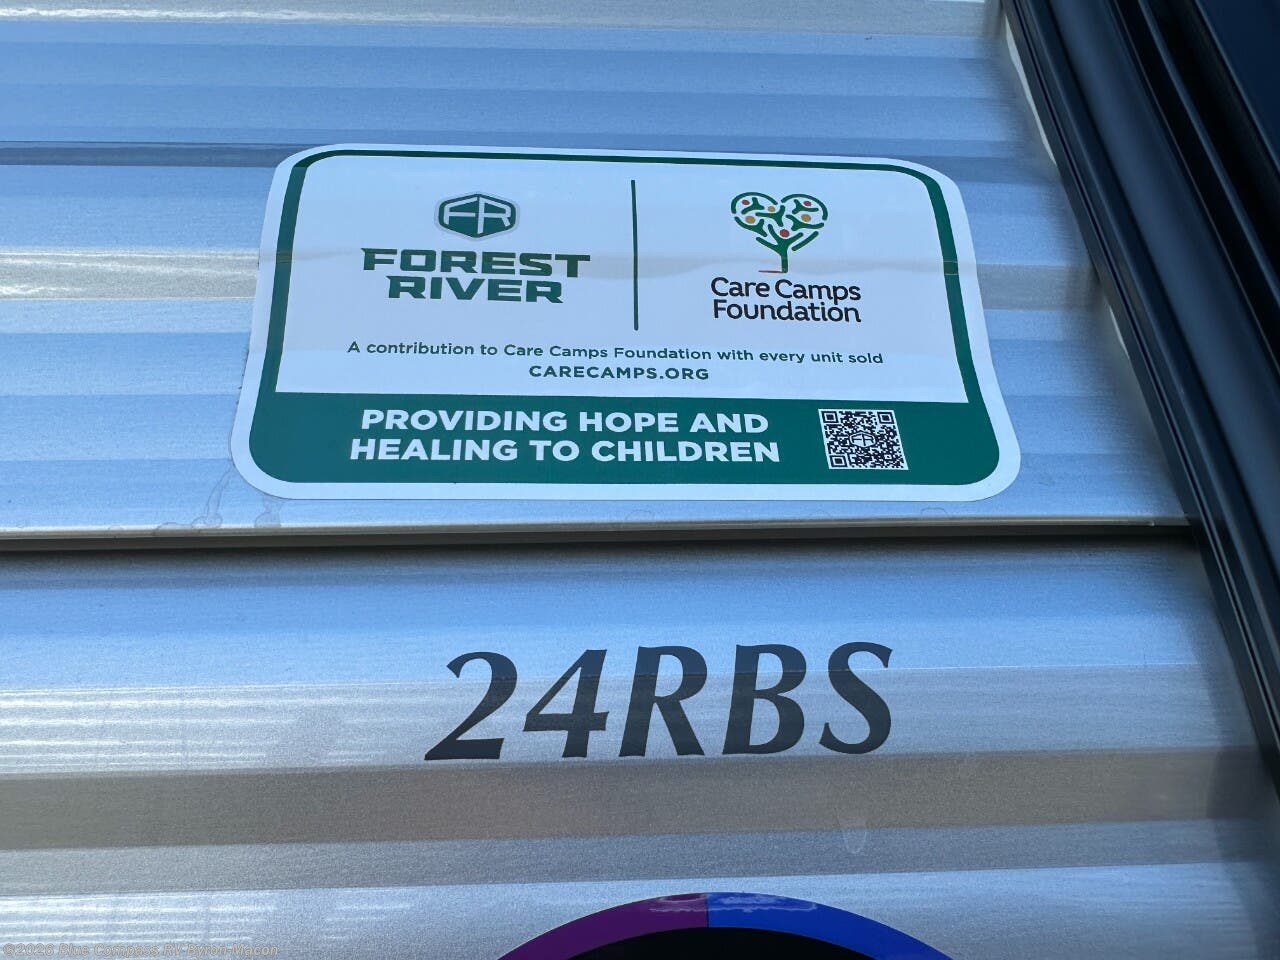 FR
FOREST
RIVER
Care Camps
Foundation
A contribution to Care Camps Foundation with every unit sold
CARECAMPS.ORG
PROVIDING HOPE AND
HEALING TO CHILDREN
24RBS